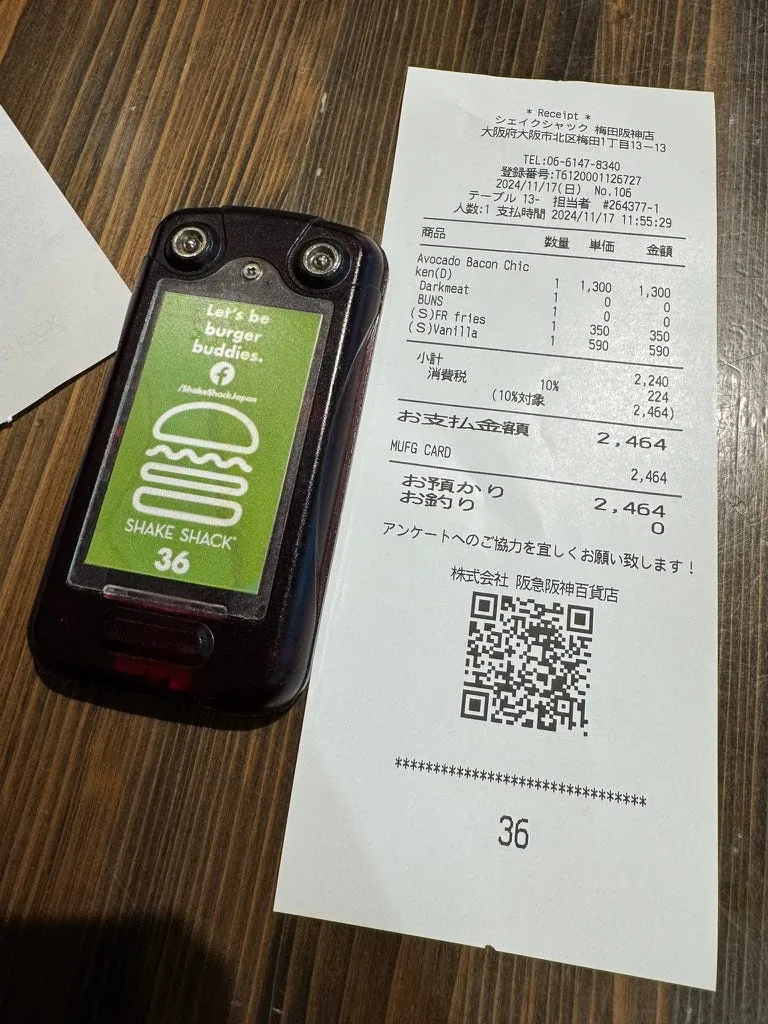 Let's be
burger
buddies.
/ShakeShackJapan
SHAKE SHACK
36
* Receipt *
シェイクシャック 梅田阪神店
大阪府大阪市北区梅田1丁目13-13
TEL:06-6147-8340
登録番号:T6120001126727
2024/11/17(日) No.106
テーブル 13- 担当者 #264377-1
人数:1 支払時間 2024/11/17 11:55:29
商品 数量 単価 金額
Avocado Bacon Chic
ken(D) 1 1,300 1,300
Darkmeat 1 0 0
BUNS 1 0 0
(S)FR fries 1 350 350
(S)Vanilla 1 590 590
小計 2,240
消費税 10% 224
(10%対象 2,464)
お支払金額 2,464
MUFG CARD 2,464
お預かり 2,464
お釣り 0
アンケートへのご協力を宜しくお願い致します！
株式会社 阪急阪神百貨店
******************************
36